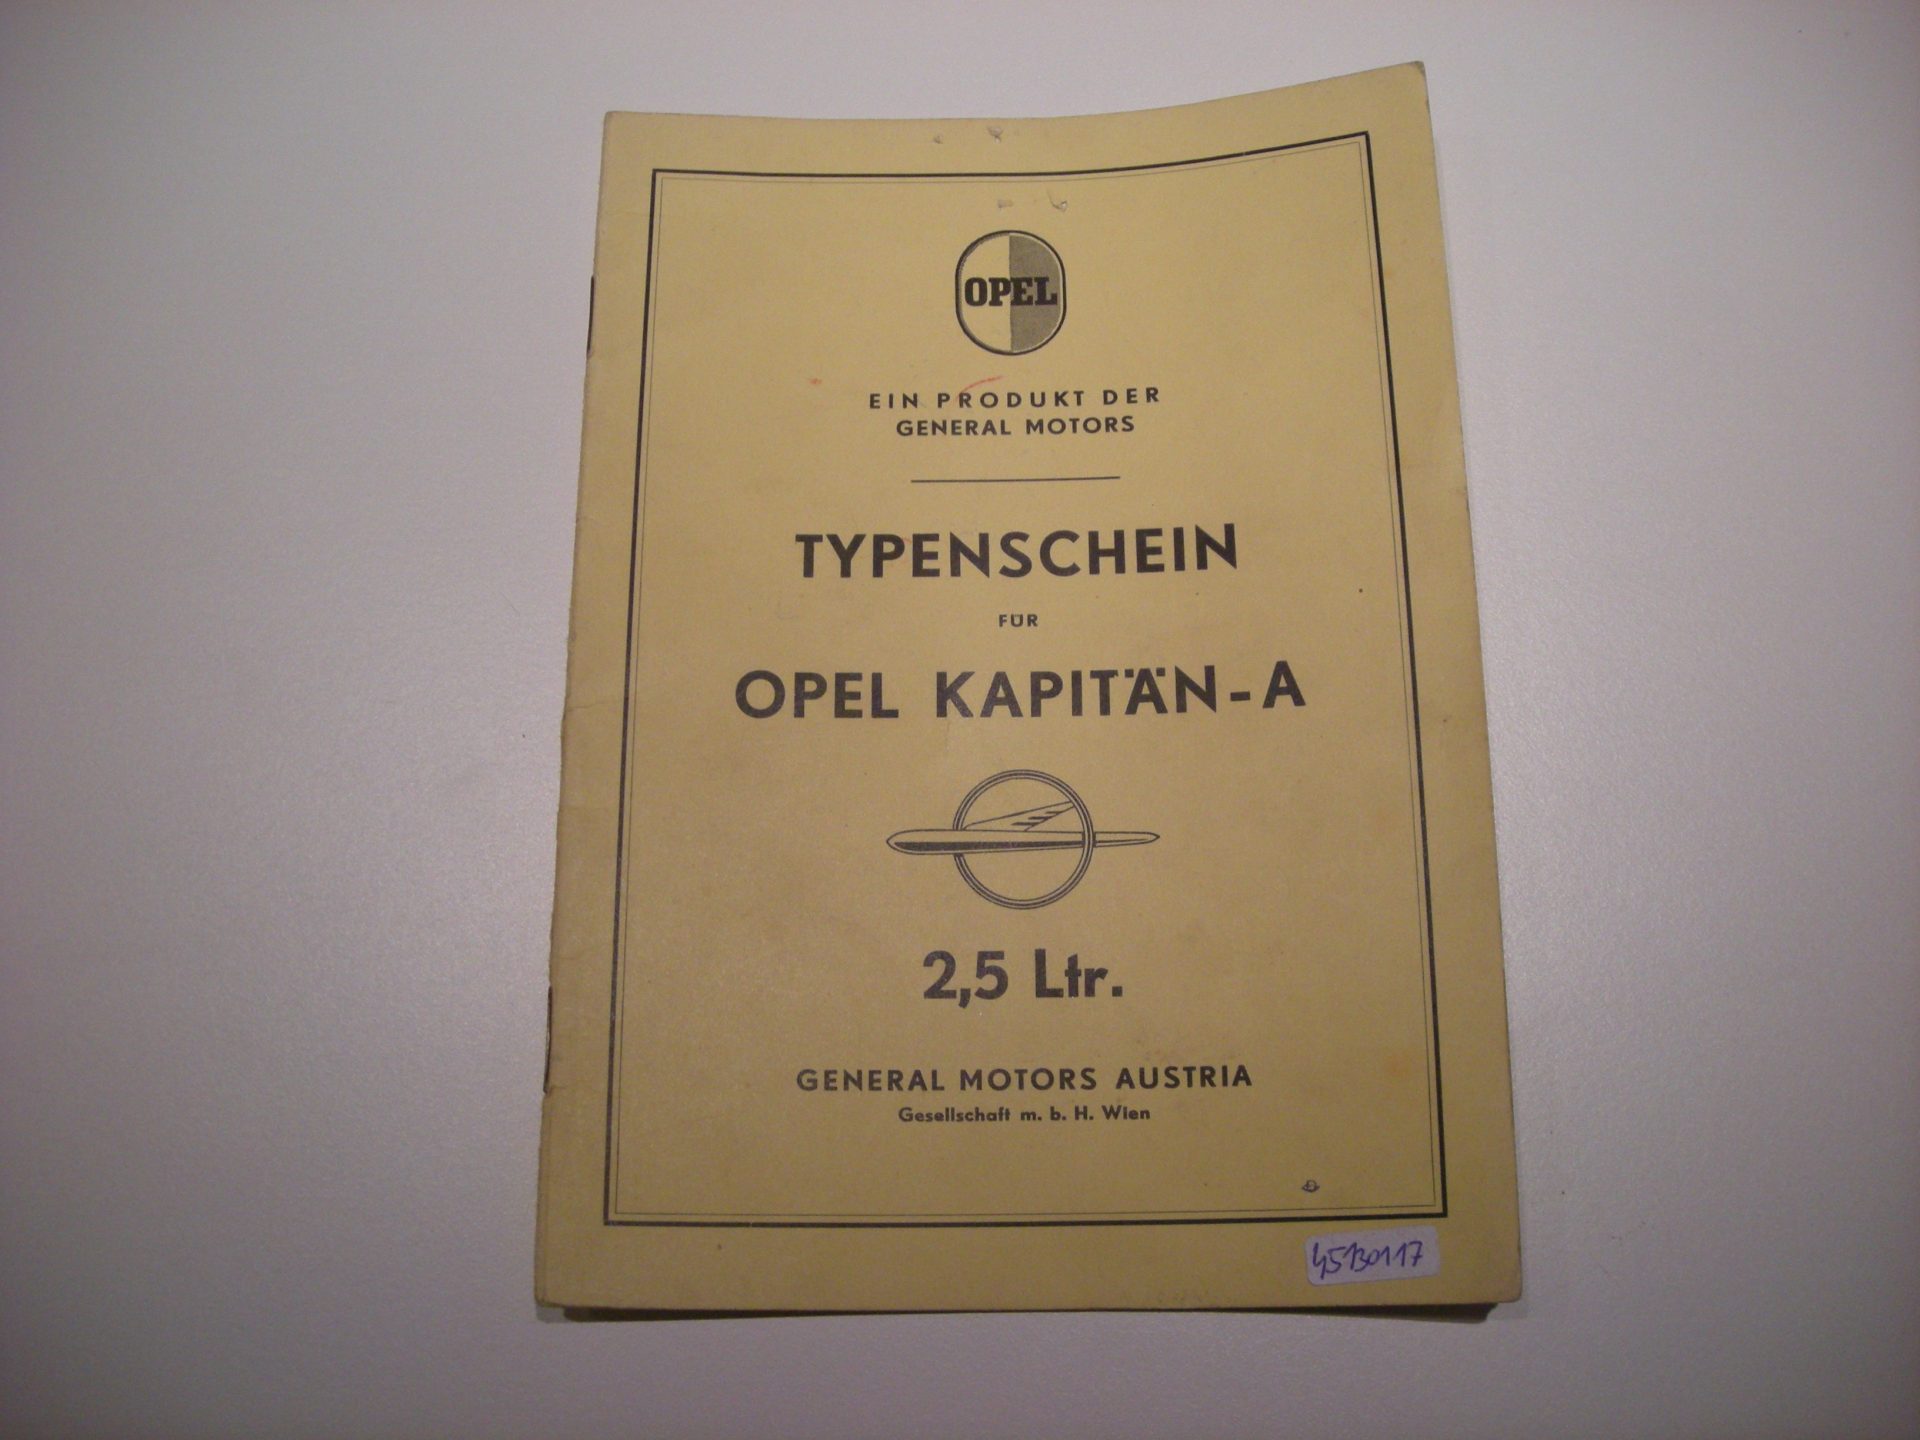 OPEL
EIN PRODUKT DER
GENERAL MOTORS
TYPENSCHEIN
FÜR
OPEL KAPITÄN-A
2,5 Ltr.
GENERAL MOTORS AUSTRIA
Gesellschaft m. b. H. Wien
45130117